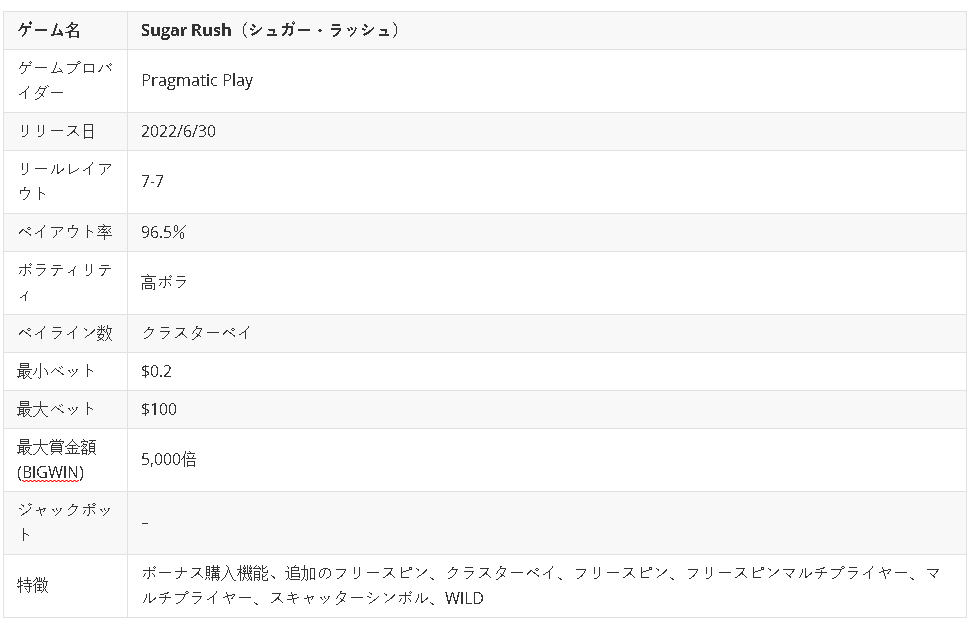 ゲーム名
Sugar Rush（シュガー・ラッシュ）
ゲームプロバ
イダー
Pragmatic Play
リリース日
2022/6/30
リールレイア
ウト
7-7
ペイアウト率
96.5％
ボラティリテ
ィ
高ボラ
ペイライン数
クラスターペイ
最小ベット
$0.2
最大ベット
$100
最大賞金額
(BIGWIN)
5,000倍
ジャックポッ
ト
–
特徴
ボーナス購入機能、追加のフリースピン、クラスターペイ、フリースピン、フリースピンマルチプライヤー、マ
ルチプライヤー、スキャッターシンボル、WILD